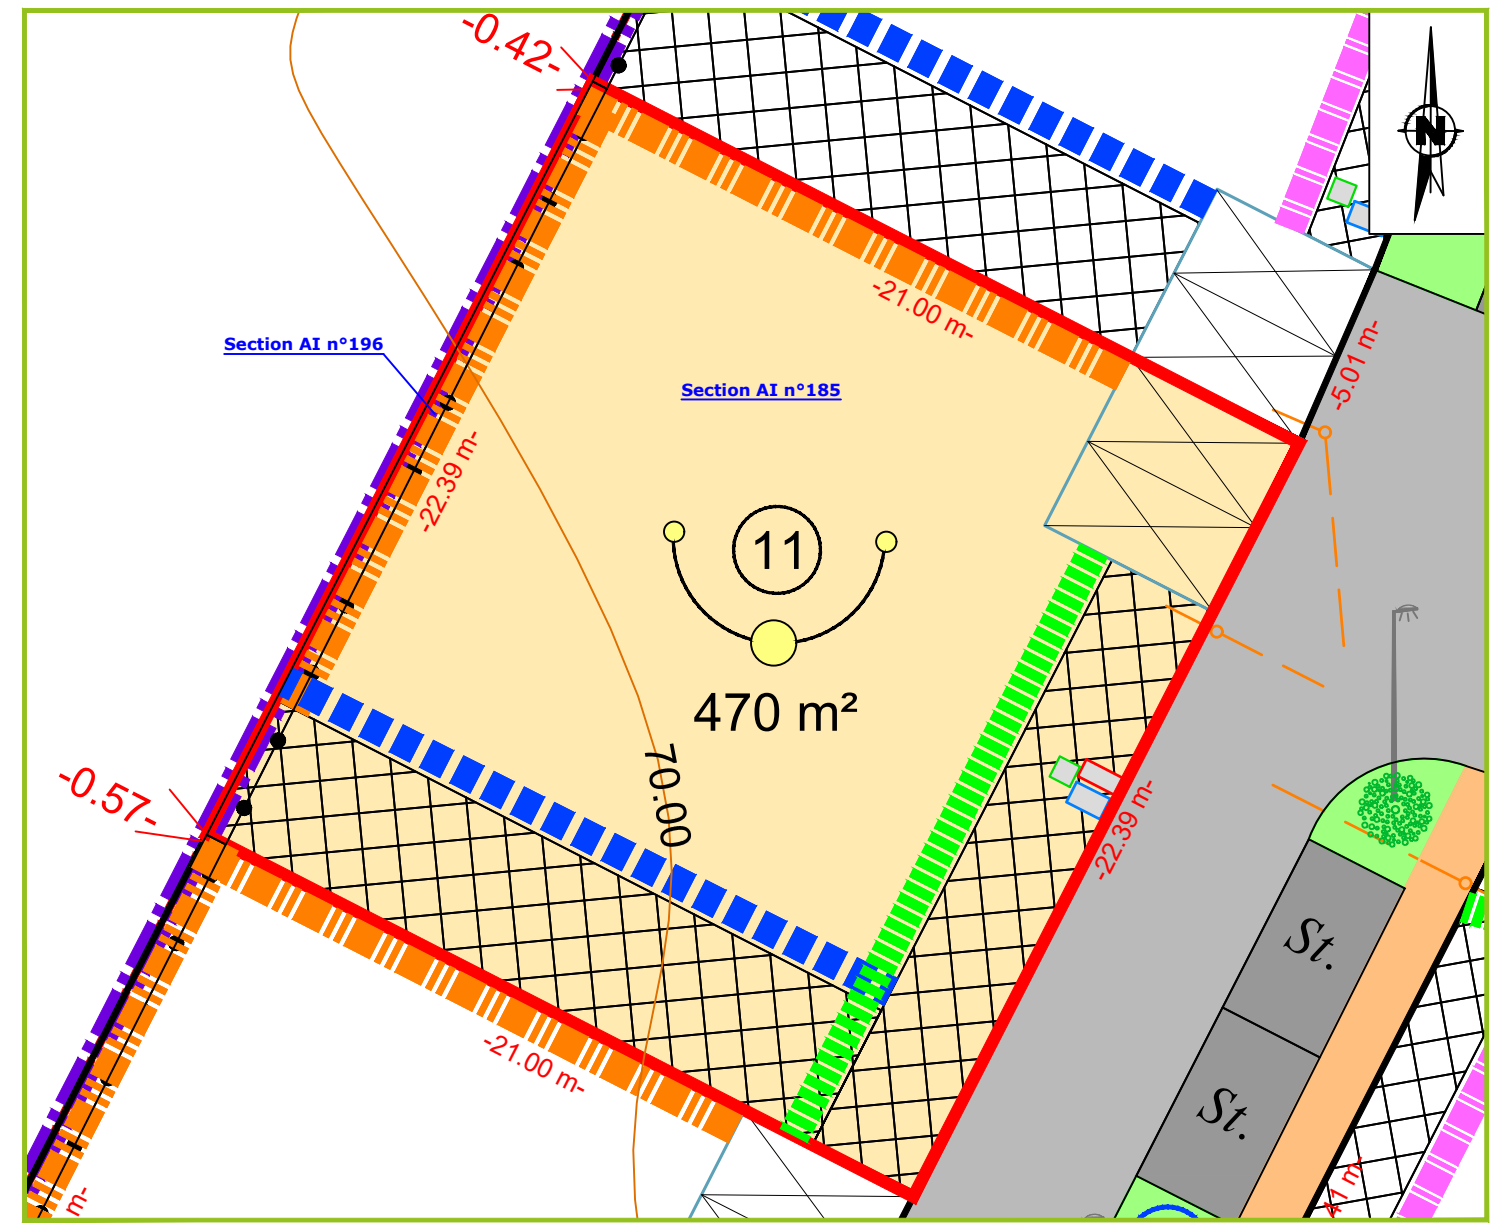 -0.42-
N
-21.00 m-
-5.01 m-
Section AI n°196
Section AI n°185
-22.39 m-
11
470 m²
70.00
-0.57-
-22.39 m-
St.
-21.00 m-
St.
41 m-
m-